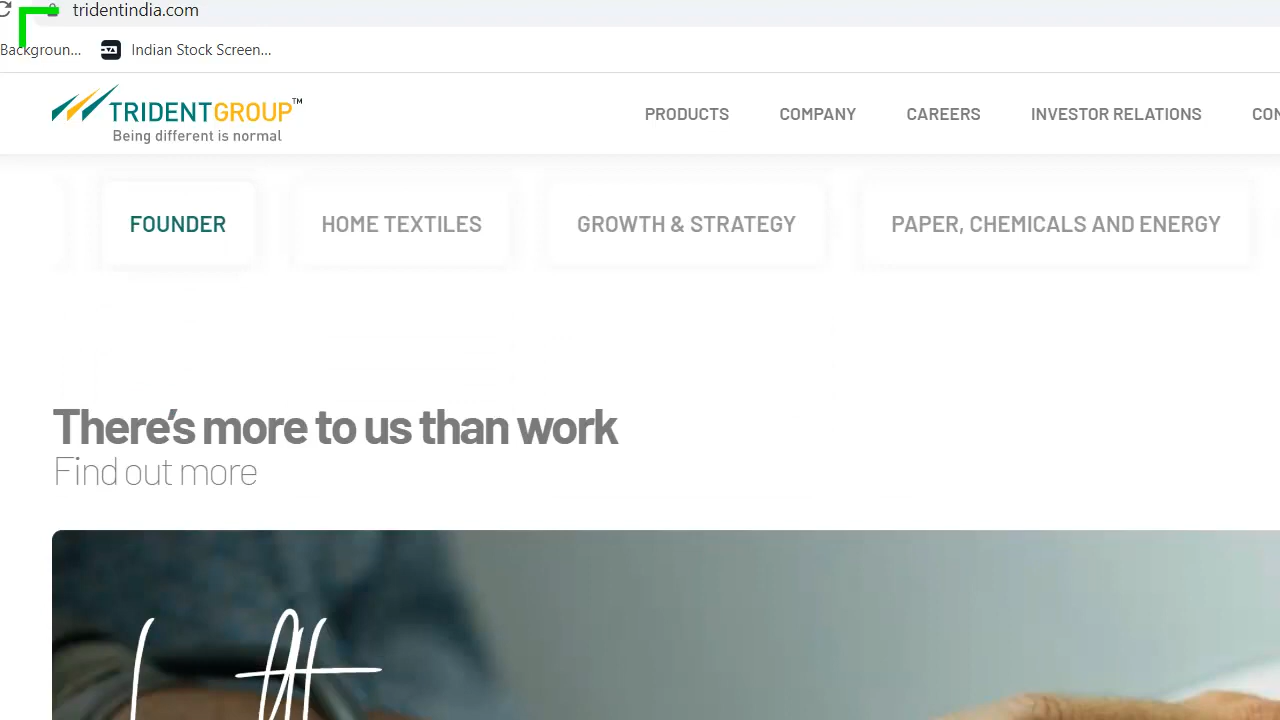 tridentindia.com
Backgroun... Indian Stock Screen...
TRIDENTGROUP™
Being different is normal
PRODUCTS COMPANY CAREERS INVESTOR RELATIONS CON
FOUNDER HOME TEXTILES GROWTH & STRATEGY PAPER, CHEMICALS AND ENERGY
There's more to us than work
Find out more